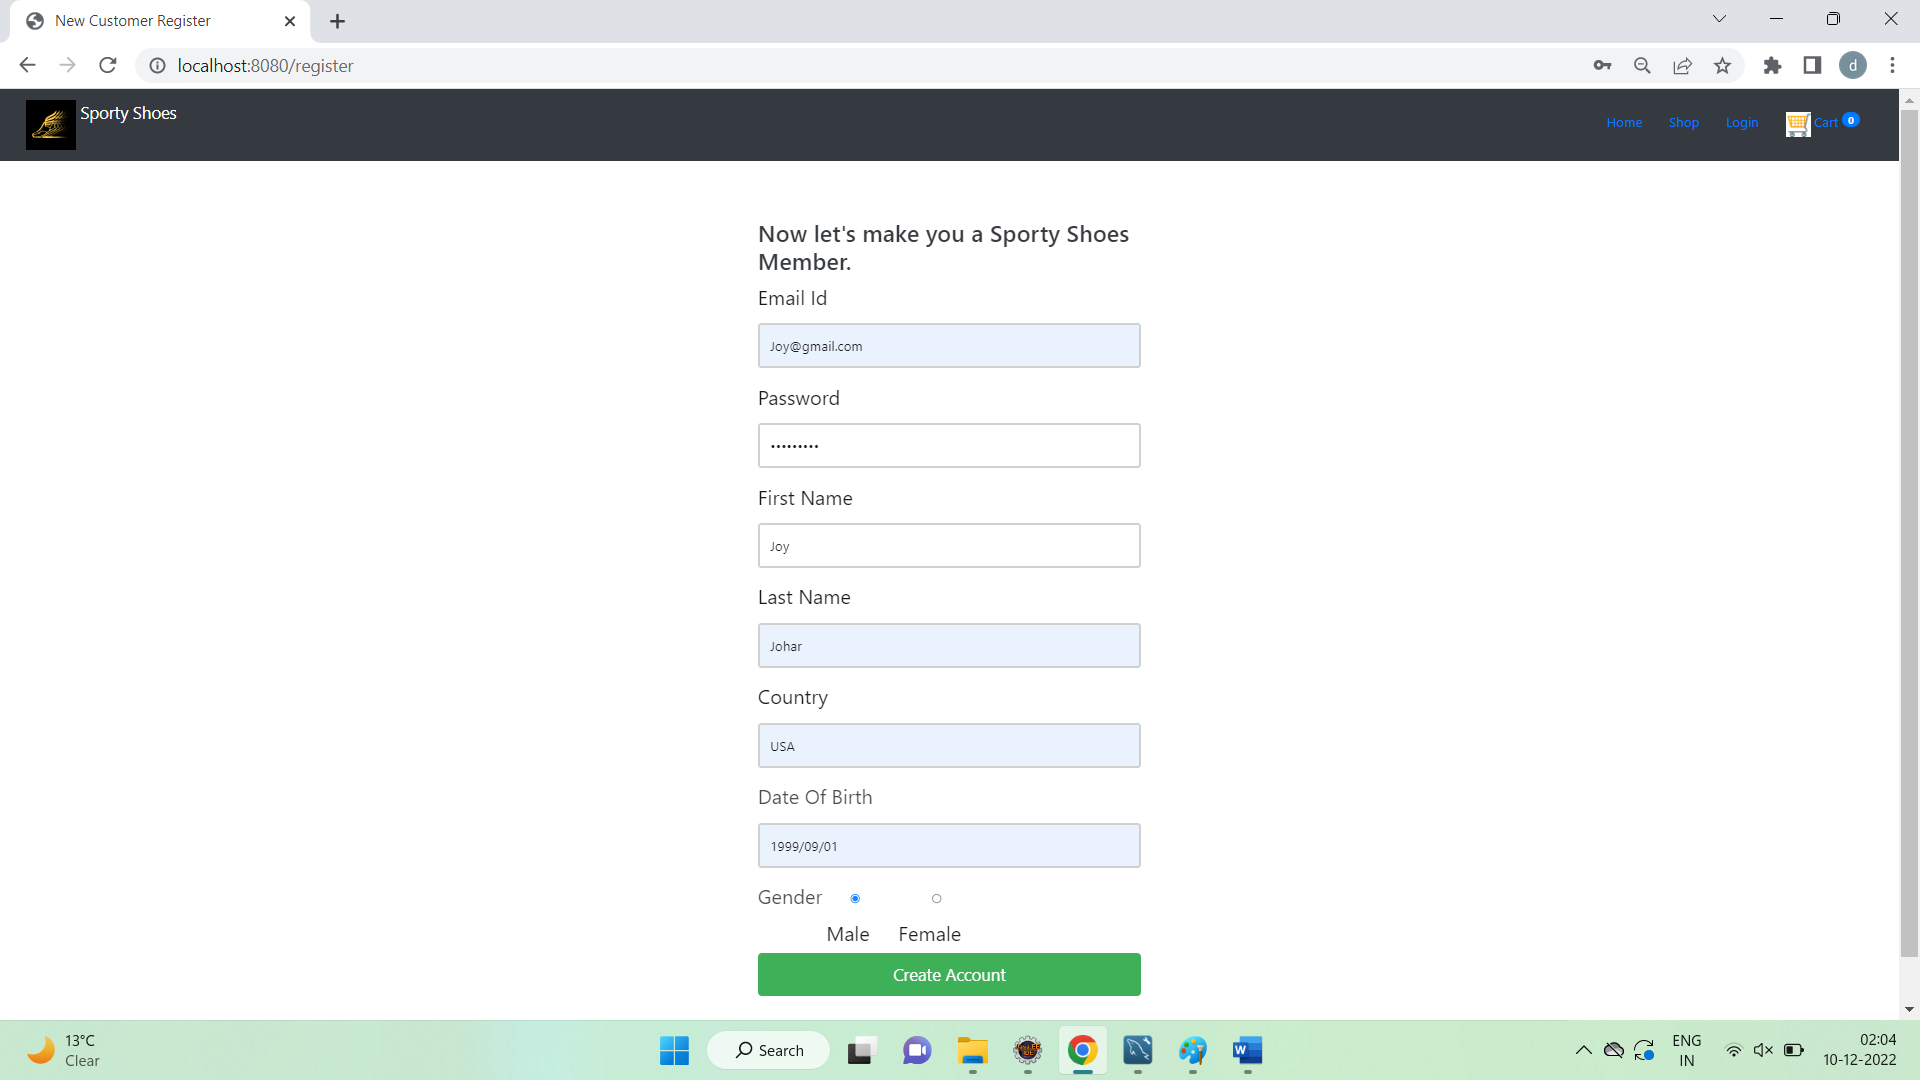 New Customer Register
localhost:8080/register
d
Sporty Shoes
Home
Shop
Login
Cart 0
Now let's make you a Sporty Shoes
Member.
Email Id
Joy@gmail.com
Password
•••••••••
First Name
Joy
Last Name
Johar
Country
USA
Date Of Birth
1999/09/01
Gender
Male Female
Create Account
13°C
Clear
Search
W
ENG
IN
02:04
10-12-2022